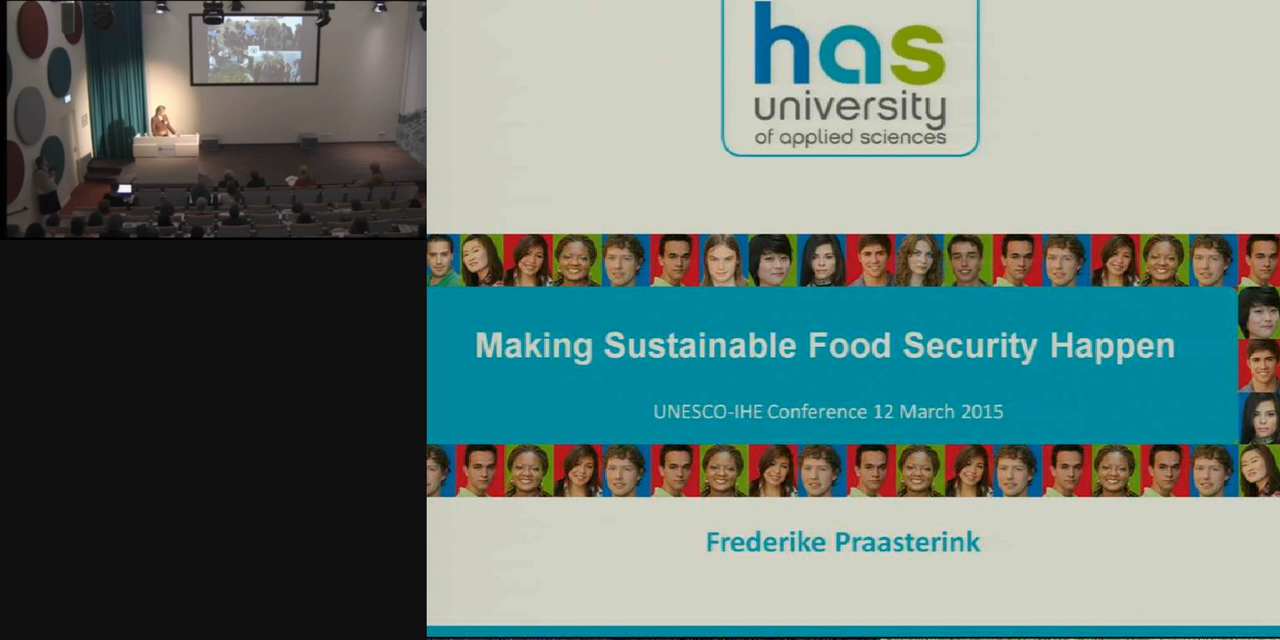 has
university
of applied sciences
Making Sustainable Food Security Happen
UNESCO-IHE Conference 12 March 2015
Frederike Praasterink